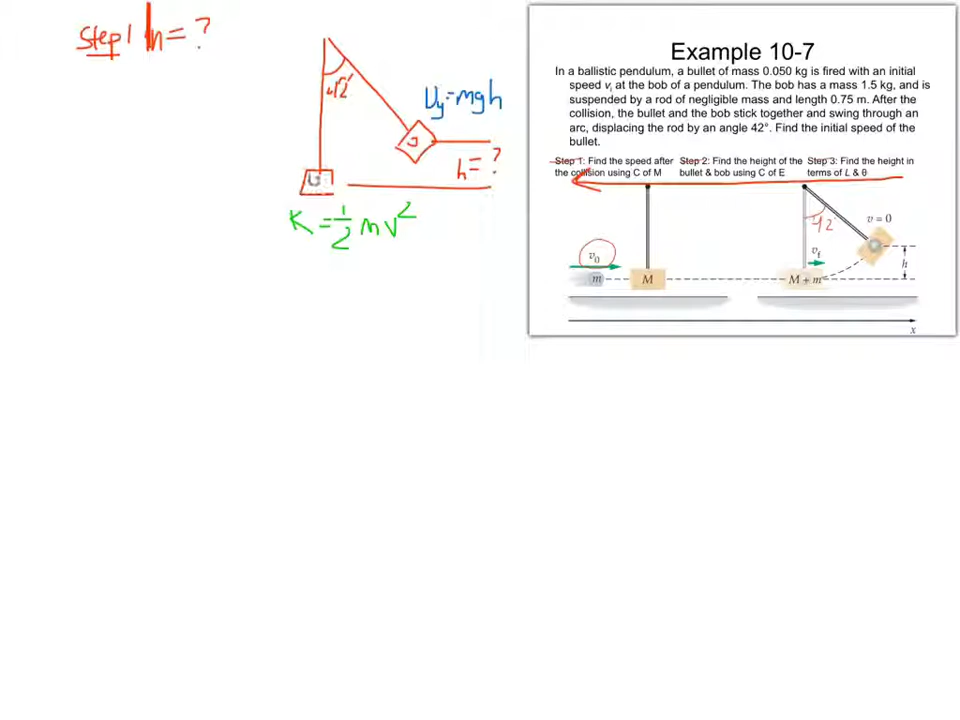 Step 1 h = ?
42°
U
Uy = mgh
h = ?
K = 1/2 mv²
Example 10-7
In a ballistic pendulum, a bullet of mass 0.050 kg is fired with an initial
speed vᵢ at the bob of a pendulum. The bob has a mass 1.5 kg, and is
suspended by a rod of negligible mass and length 0.75 m. After the
collision, the bullet and the bob stick together and swing through an
arc, displacing the rod by an angle 42°. Find the initial speed of the
bullet.
Step 1: Find the speed after
the collision using C of M
Step 2: Find the height of the
bullet & bob using C of E
Step 3: Find the height in
terms of L & θ
42
v = 0
v₀
vf
h
m
M
M + m
x